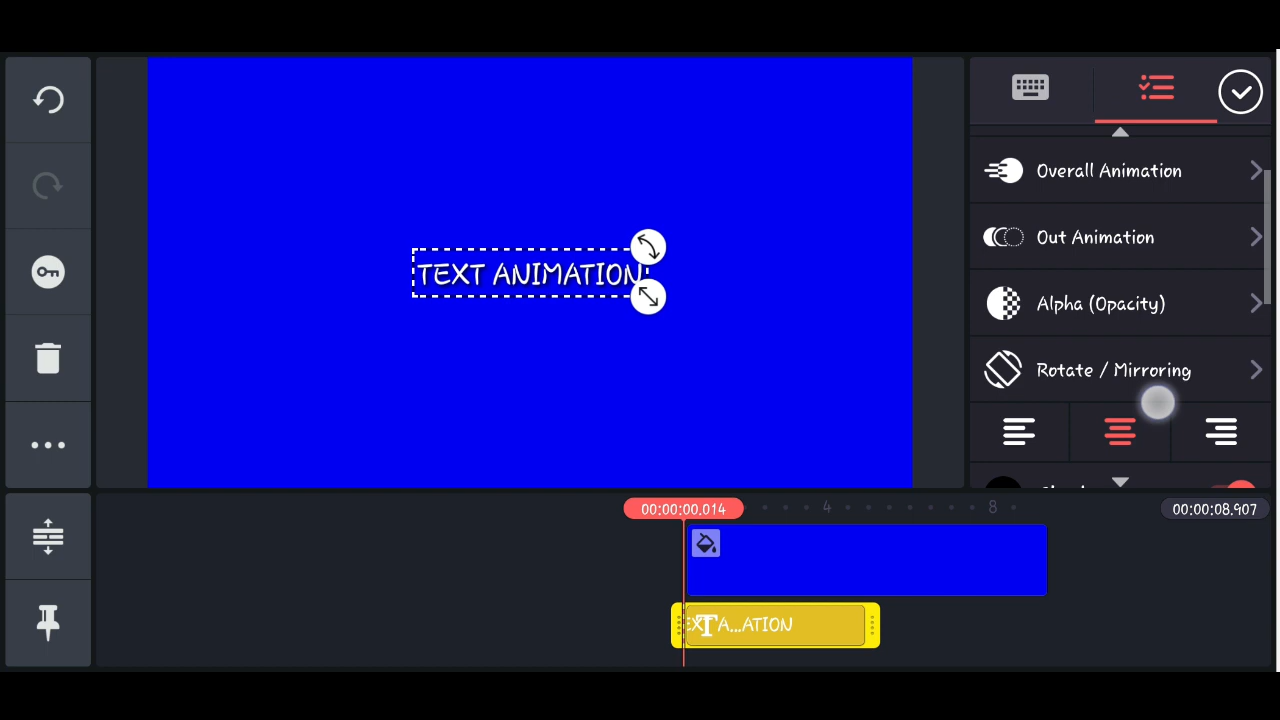 Overall Animation
Out Animation
TEXT ANIMATION
Alpha (Opacity)
Rotate / Mirroring
00:00:00.014
4
8
00:00:08.907
EXT A...ATION